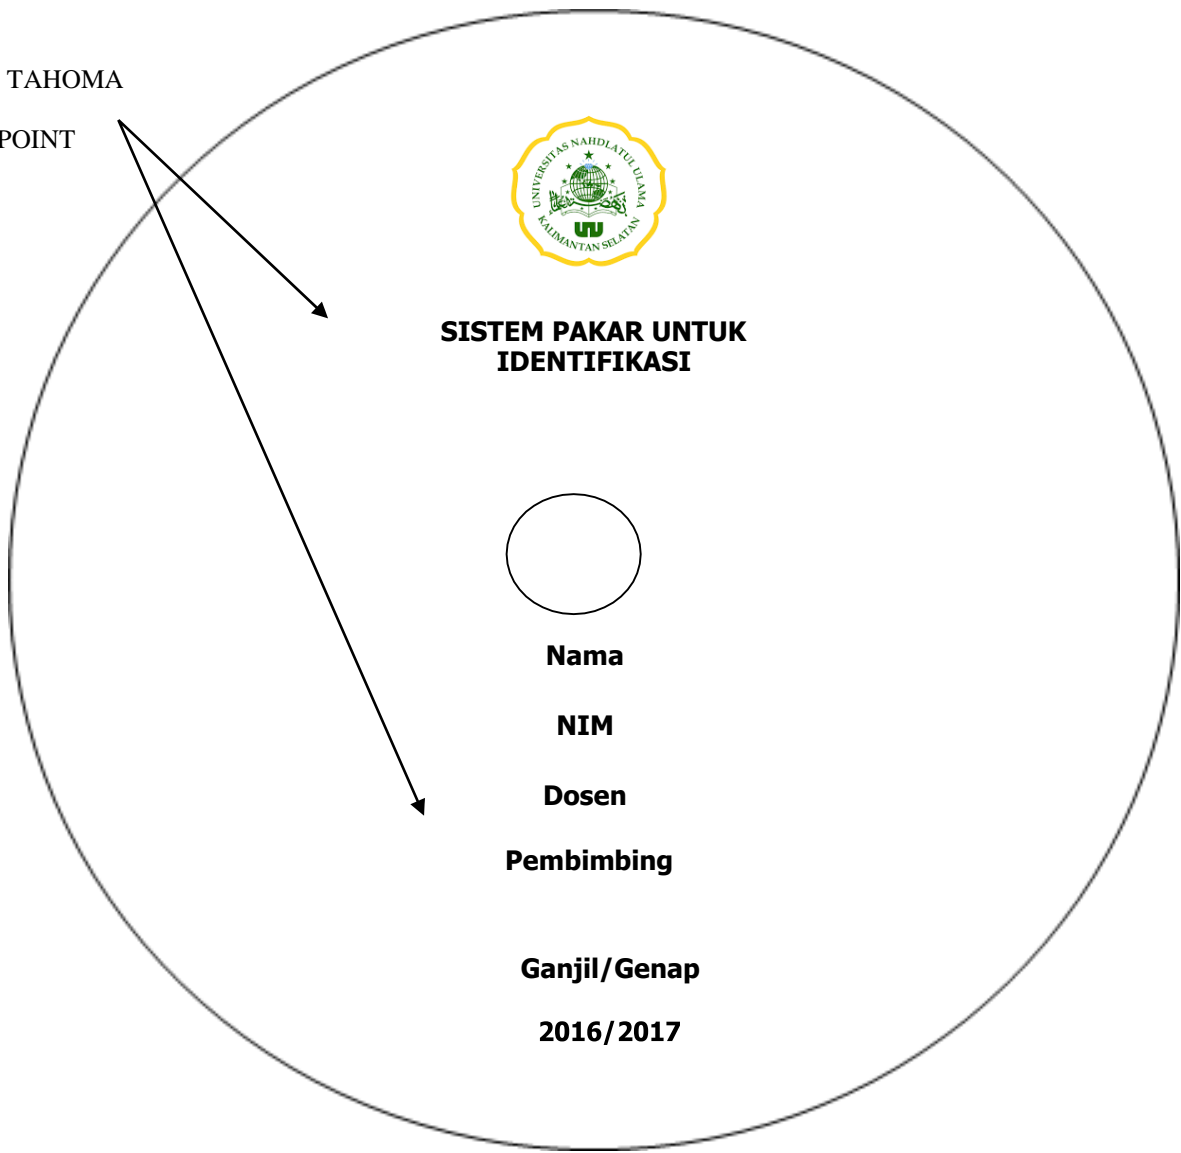 TAHOMA
POINT
UNIVERSITAS NAHDLATUL ULAMA
KALIMANTAN SELATAN
UNU
SISTEM PAKAR UNTUK
IDENTIFIKASI
Nama
NIM
Dosen
Pembimbing
Ganjil/Genap
2016/2017